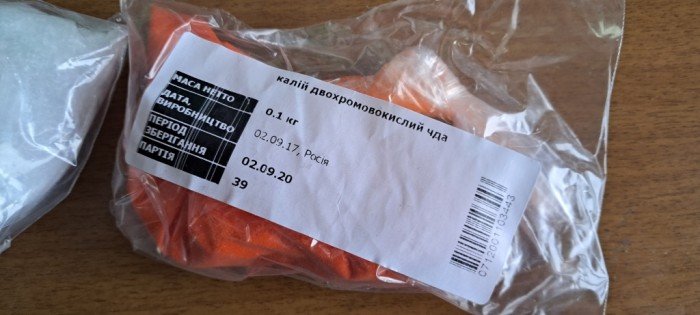 калій двохромовокислий чда
МАСА НЕТТО 0.1 кг
ДАТА, ВИРОБНИЦТВО 02.09.17, Росія
ПЕРІОД ЗБЕРІГАННЯ 02.09.20
ПАРТІЯ 39
0712001103443